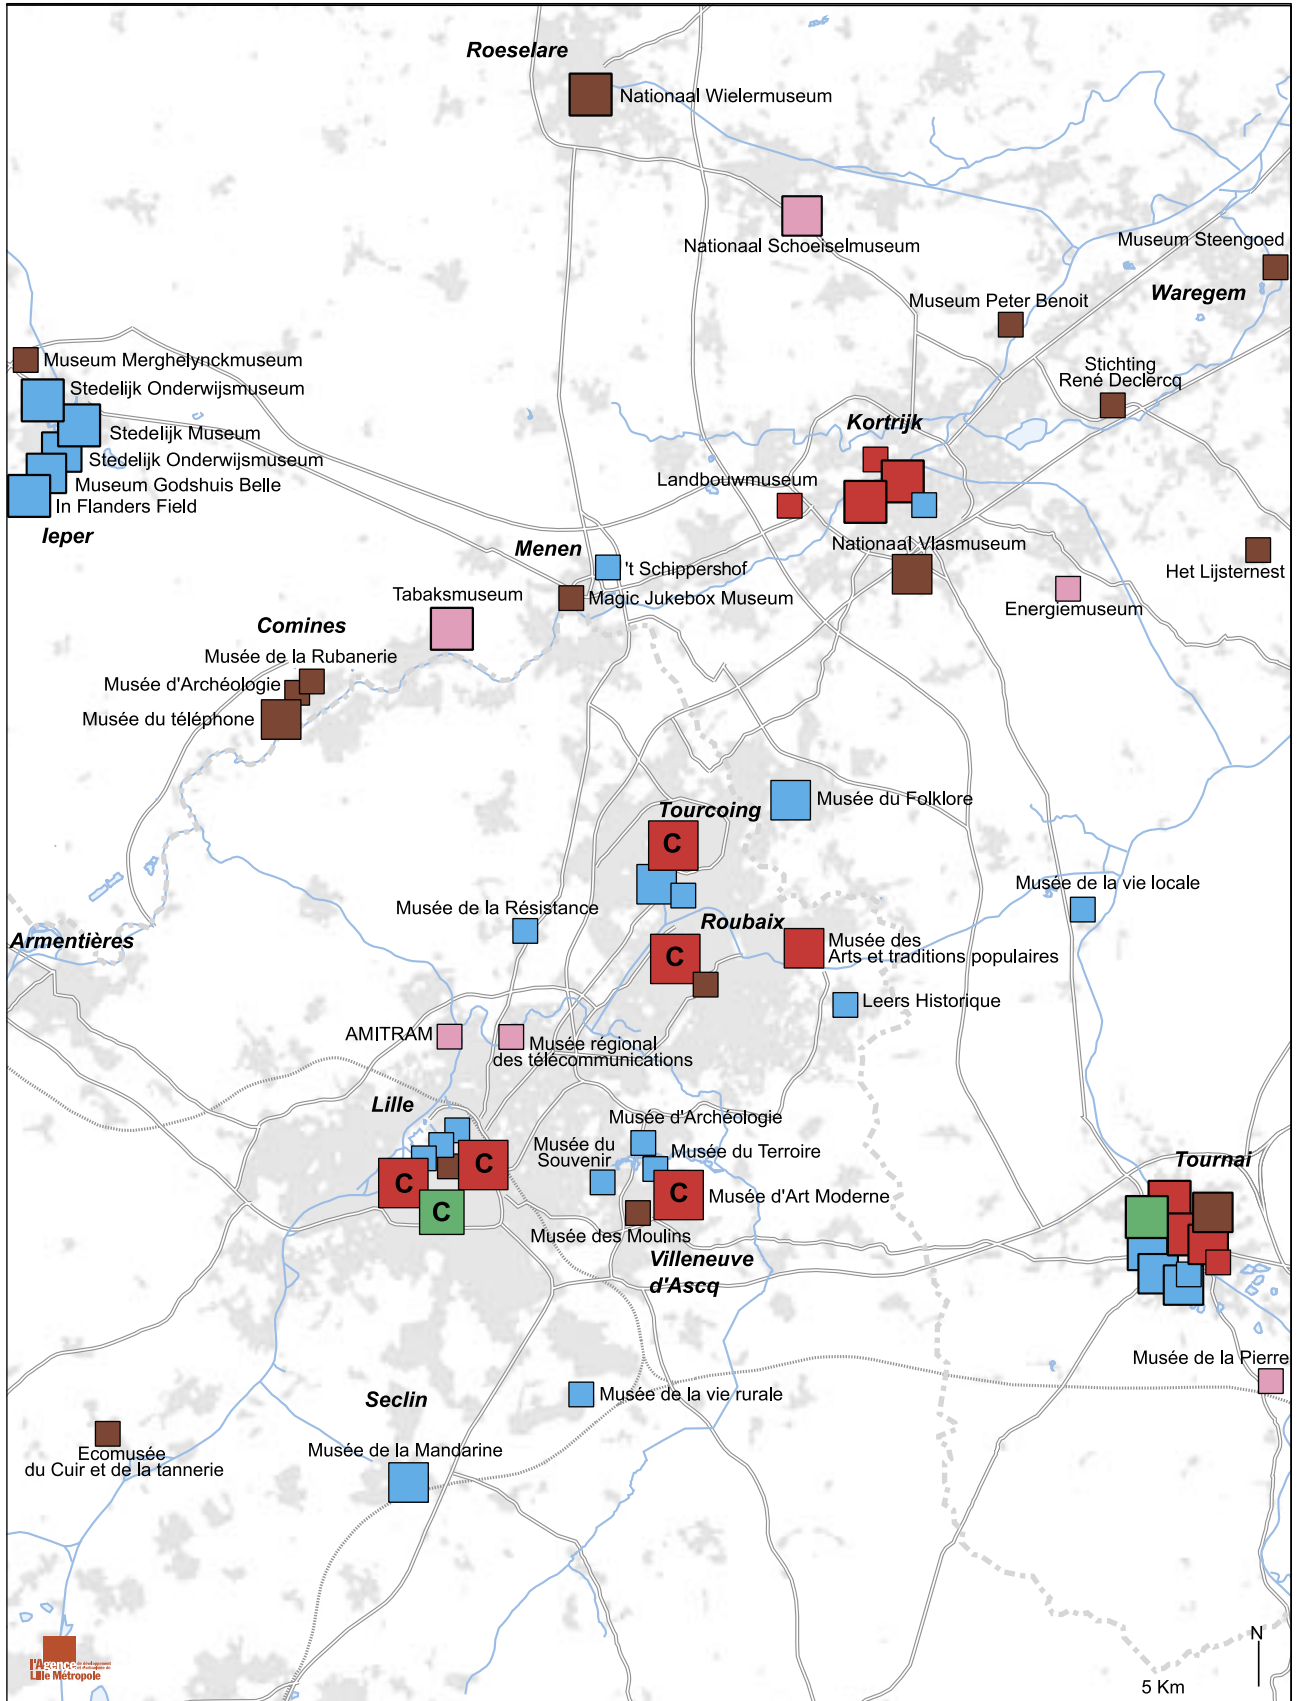 Roeselare
Nationaal Wielermuseum
Nationaal Schoeiselmuseum
Museum Steengoed
Waregem
Museum Peter Benoit
Stichting
René Declercq
Museum Merghelynckmuseum
Stedelijk Onderwijsmuseum
Stedelijk Museum
Stedelijk Onderwijsmuseum
Museum Godshuis Belle
In Flanders Field
Ieper
Kortrijk
Landbouwmuseum
Nationaal Vlasmuseum
Menen
't Schippershof
Magic Jukebox Museum
Het Lijsternest
Energiemuseum
Tabaksmuseum
Comines
Musée de la Rubanerie
Musée d'Archéologie
Musée du téléphone
Musée du Folklore
Tourcoing
C
Musée de la vie locale
Musée de la Résistance
Roubaix
C
Musée des
Arts et traditions populaires
Armentières
Leers Historique
AMITRAM
Musée régional
des télécommunications
Lille
C
C
C
Musée d'Archéologie
Musée du
Souvenir
Musée du Terroire
C
Musée d'Art Moderne
Musée des Moulins
Villeneuve
d'Ascq
Tournai
Musée de la Pierre
Seclin
Musée de la vie rurale
Musée de la Mandarine
Ecomusée
du Cuir et de la tannerie
l'Agence
Lille Métropole
N
5 Km